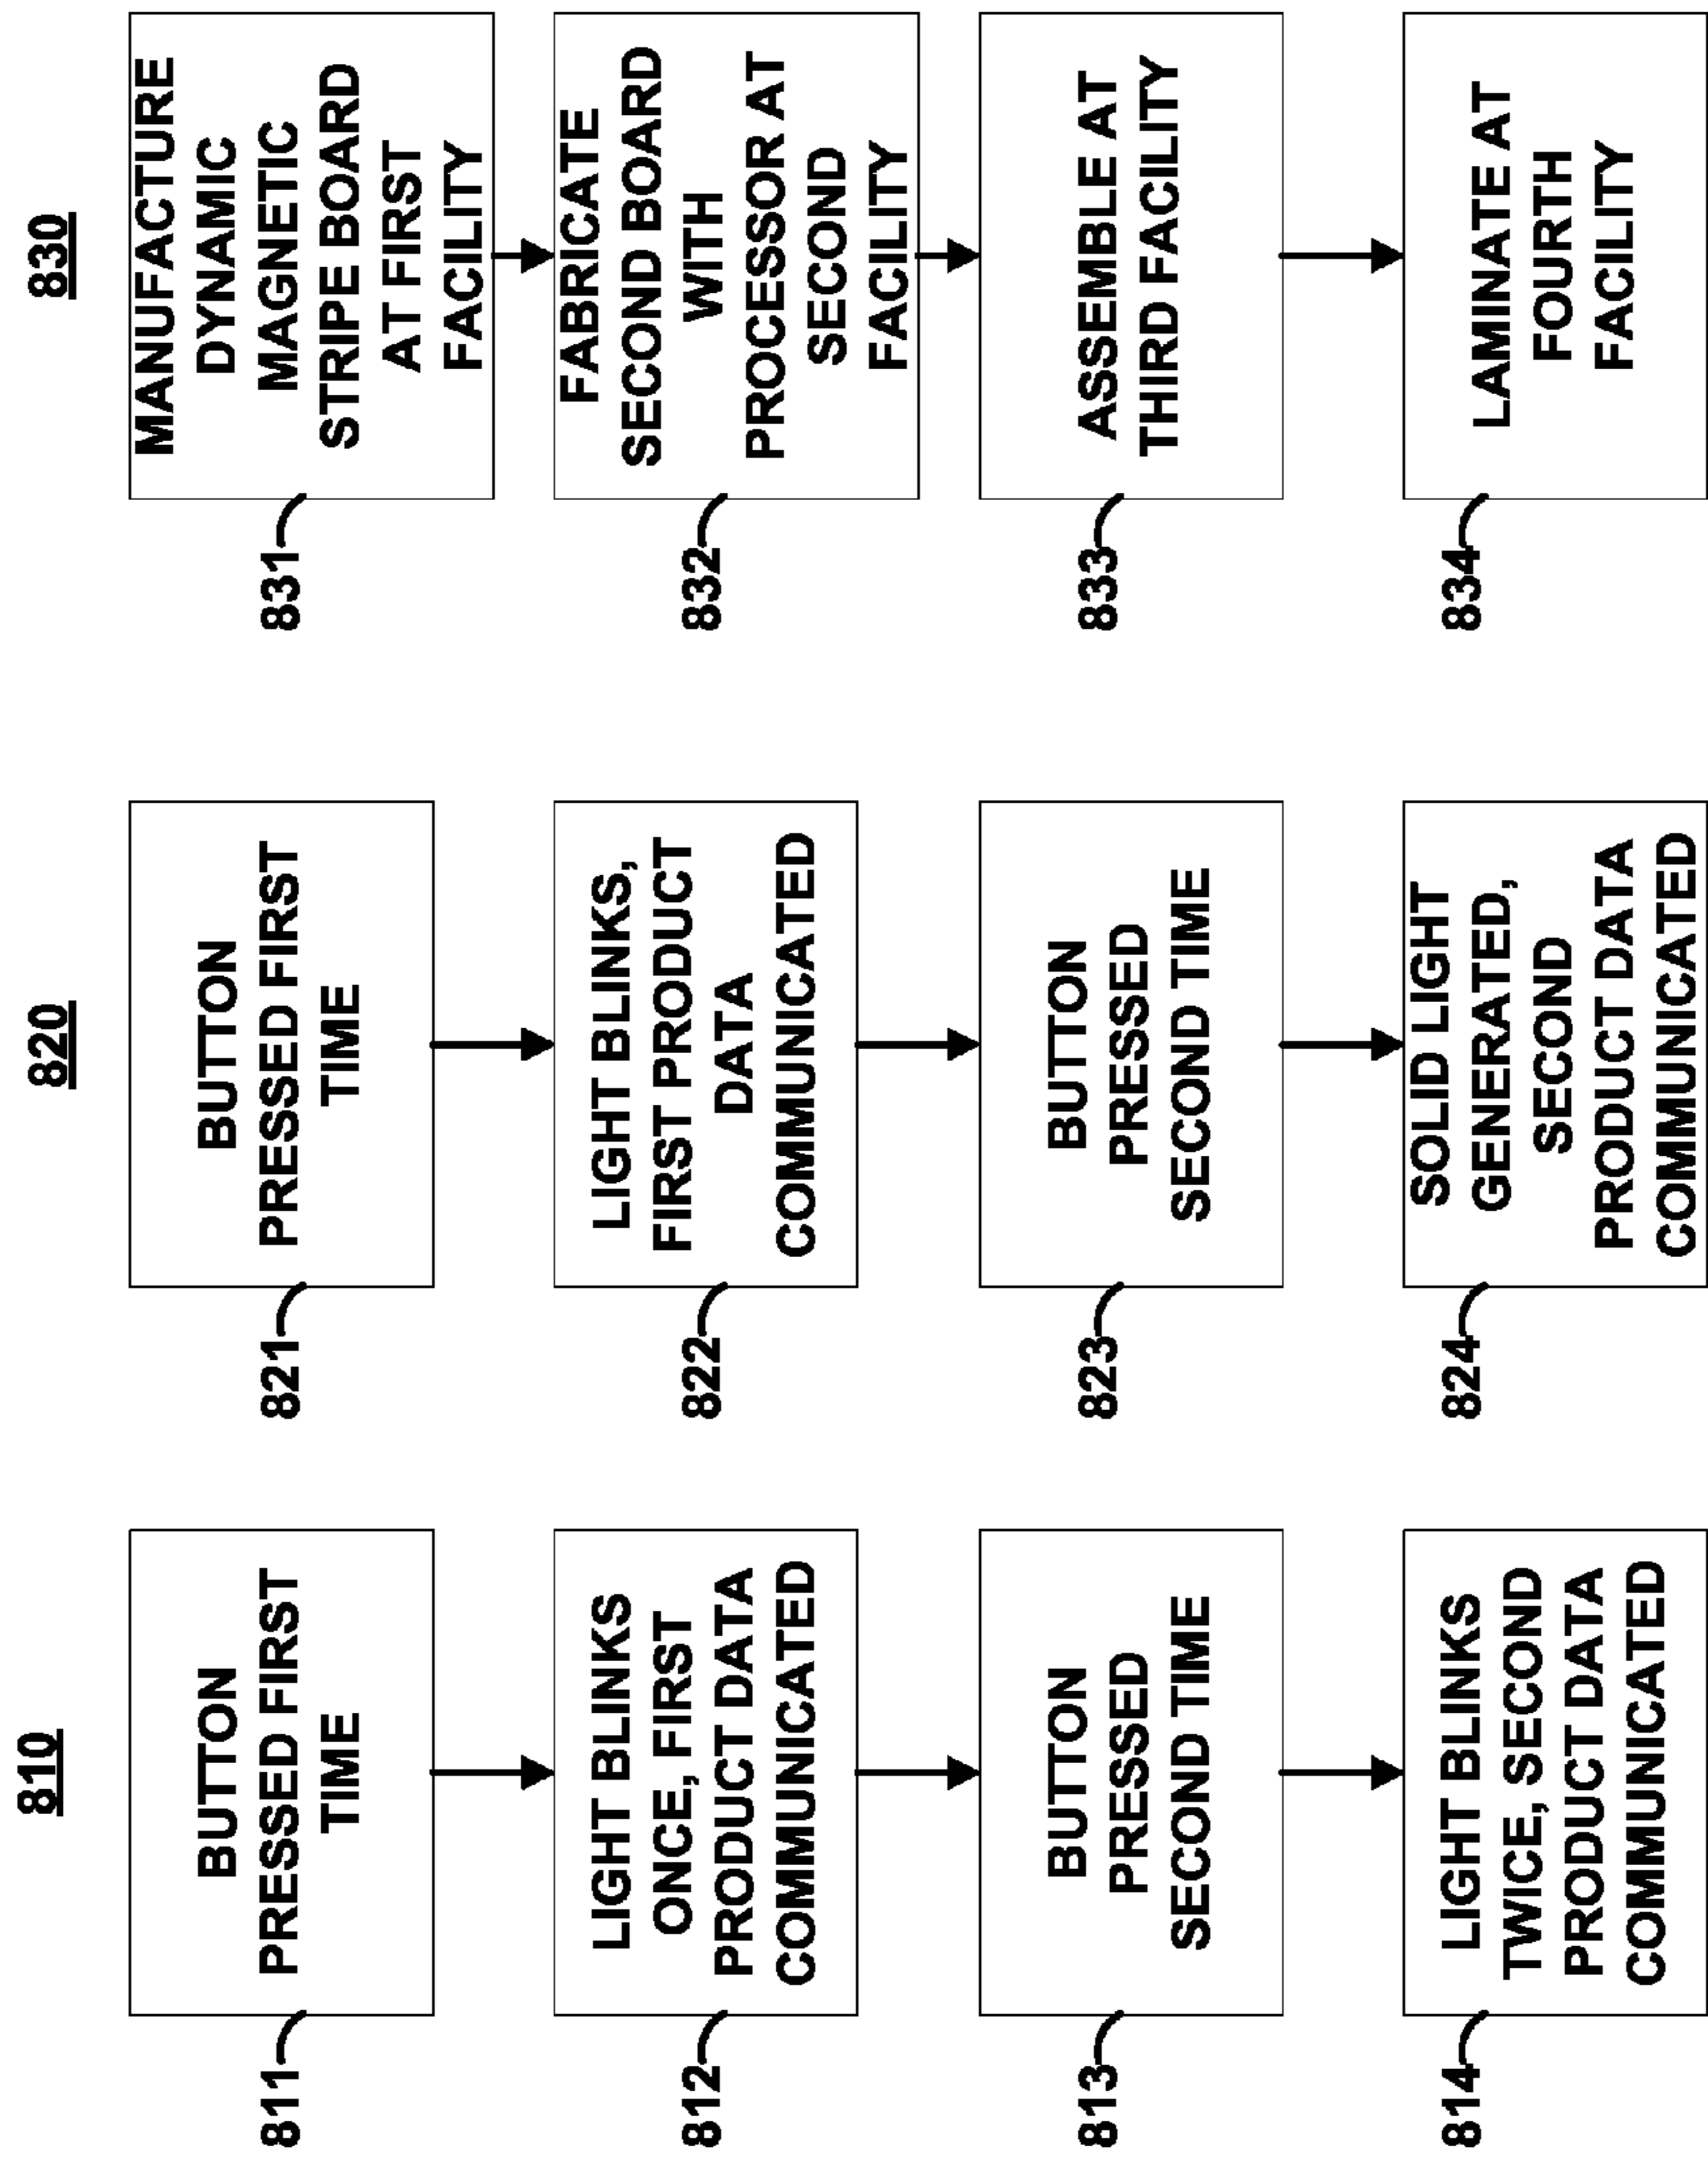 810
811
BUTTON
PRESSED FIRST
TIME
812
LIGHT BLINKS
ONCE, FIRST
PRODUCT DATA
COMMUNICATED
813
BUTTON
PRESSED
SECOND TIME
814
LIGHT BLINKS
TWICE, SECOND
PRODUCT DATA
COMMUNICATED
820
821
BUTTON
PRESSED FIRST
TIME
822
LIGHT BLINKS,
FIRST PRODUCT
DATA
COMMUNICATED
823
BUTTON
PRESSED
SECOND TIME
824
SOLID LIGHT
GENERATED,
SECOND
PRODUCT DATA
COMMUNICATED
830
831
MANUFACTURE
DYNAMIC
MAGNETIC
STRIPE BOARD
AT FIRST
FACILITY
832
FABRICATE
SECOND BOARD
WITH
PROCESSOR AT
SECOND
FACILITY
833
ASSEMBLE AT
THIRD FACILITY
834
LAMINATE AT
FOURTH
FACILITY